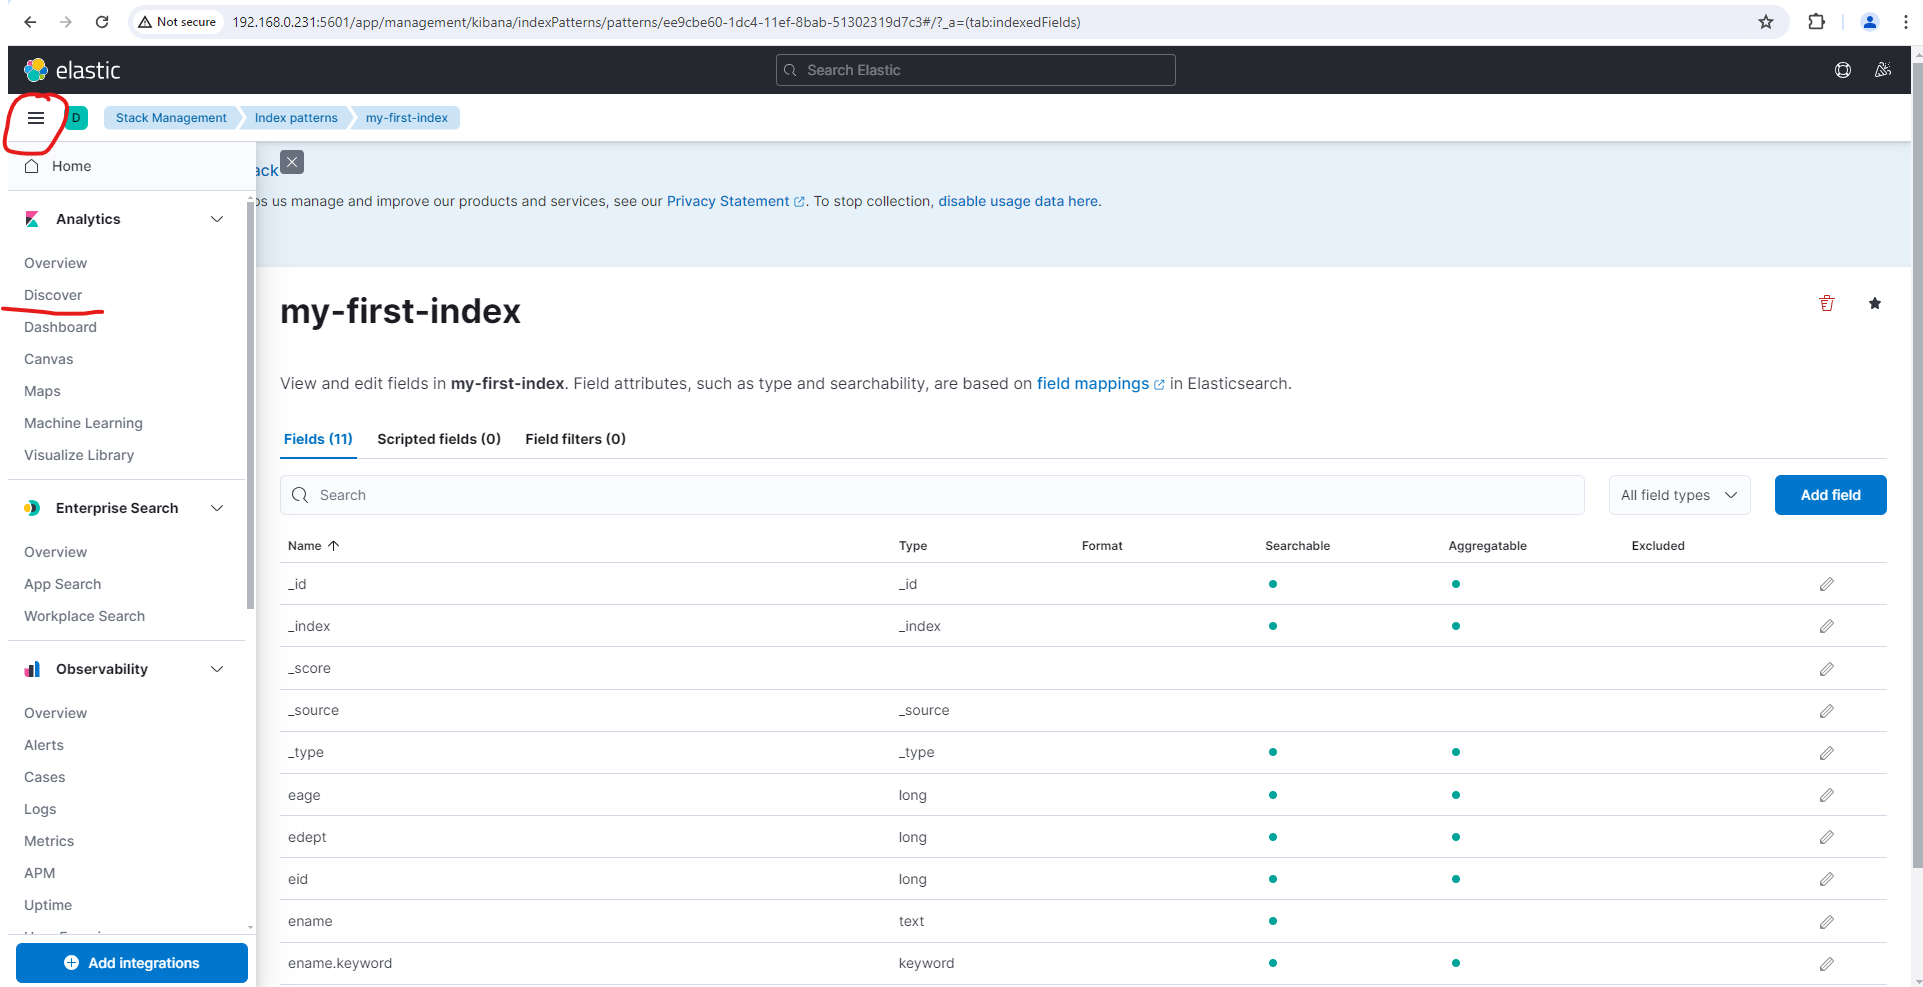 Not secure 192.168.0.231:5601/app/management/kibana/indexPatterns/patterns/ee9cbe60-1dc4-11ef-8bab-51302319d7c3#/?_a=(tab:indexedFields)
elastic Search Elastic
D Stack Management Index patterns my-first-index
Home
ack
us manage and improve our products and services, see our Privacy Statement. To stop collection, disable usage data here.
Analytics
Overview
Discover
Dashboard
Canvas
Maps
Machine Learning
Visualize Library
Enterprise Search
Overview
App Search
Workplace Search
Observability
Overview
Alerts
Cases
Logs
Metrics
APM
Uptime
Add integrations
my-first-index
View and edit fields in my-first-index. Field attributes, such as type and searchability, are based on field mappings in Elasticsearch.
Fields (11) Scripted fields (0) Field filters (0)
Search All field types Add field
Name Type Format Searchable Aggregatable Excluded
_id _id
_index _index
_score
_source _source
_type _type
eage long
edept long
eid long
ename text
ename.keyword keyword